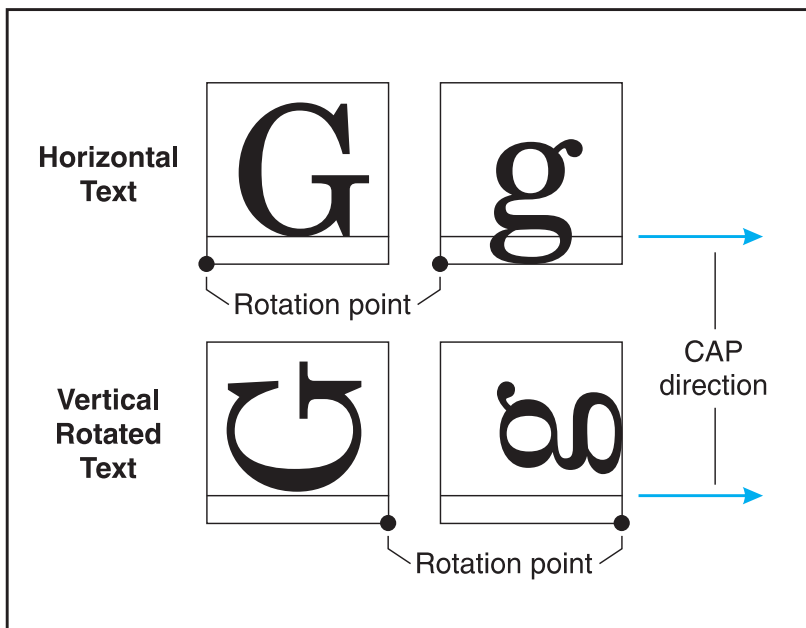 Horizontal
Text
G
g
Rotation point
CAP
direction
Vertical
Rotated
Text
G
g
Rotation point